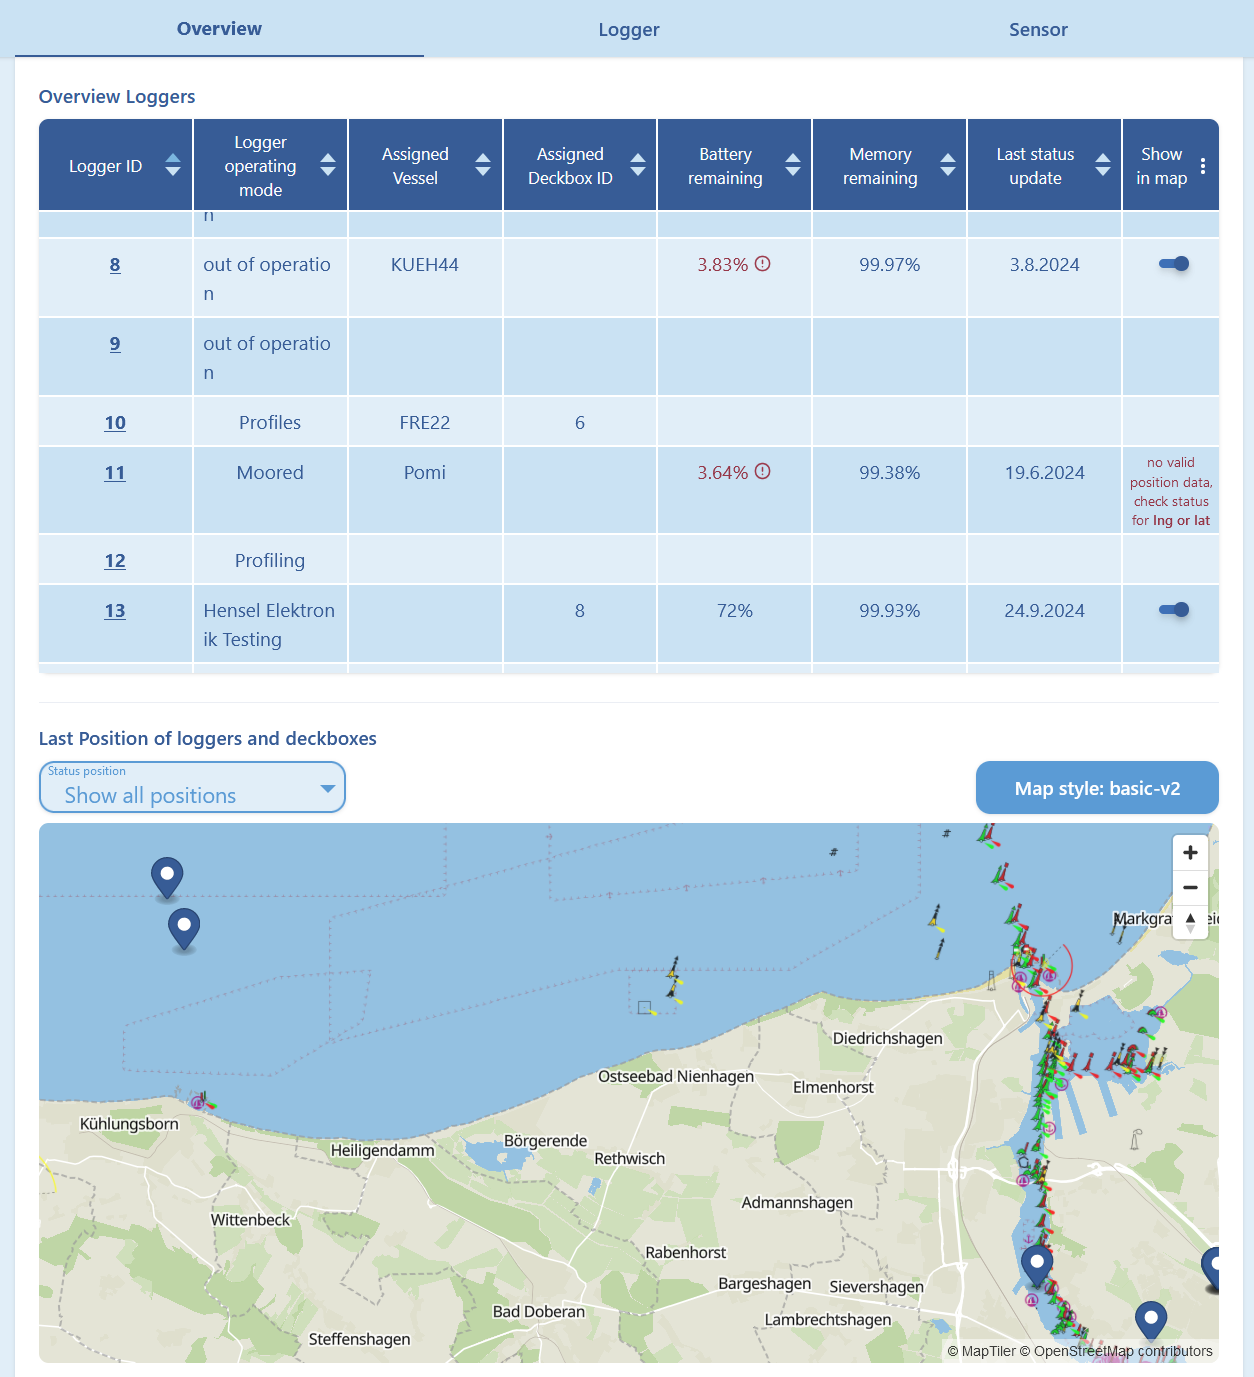 Overview
Logger
Sensor
Overview Loggers
Logger ID
Logger
operating
mode
Assigned
Vessel
Assigned
Deckbox ID
Battery
remaining
Memory
remaining
Last status
update
Show
in map
n
8
out of operatio
n
KUEH44
3.83%
99.97%
3.8.2024
9
out of operatio
n
10
Profiles
FRE22
6
11
Moored
Pomi
3.64%
99.38%
19.6.2024
no valid
position data,
check status
for lng or lat
12
Profiling
13
Hensel Elektron
ik Testing
8
72%
99.93%
24.9.2024
Last Position of loggers and deckboxes
Status position
Show all positions
Map style: basic-v2
Diedrichshagen
Ostseebad Nienhagen
Elmenhorst
Kühlungsborn
Heiligendamm
Börgerende
Rethwisch
Admannshagen
Wittenbeck
Rabenhorst
Bargeshagen
Sievershagen
Bad Doberan
Lambrechtshagen
Steffenshagen
© MapTiler © OpenStreetMap contributors